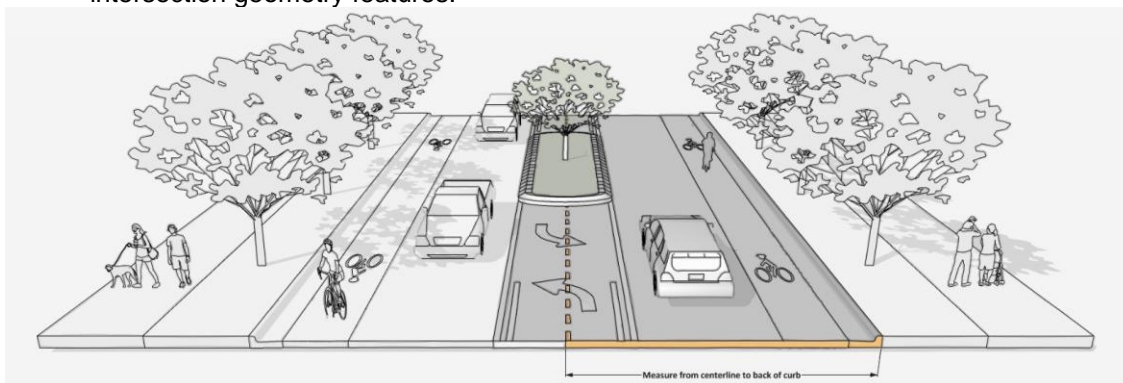 intersection geometry features.
Measure from centerline to back of curb